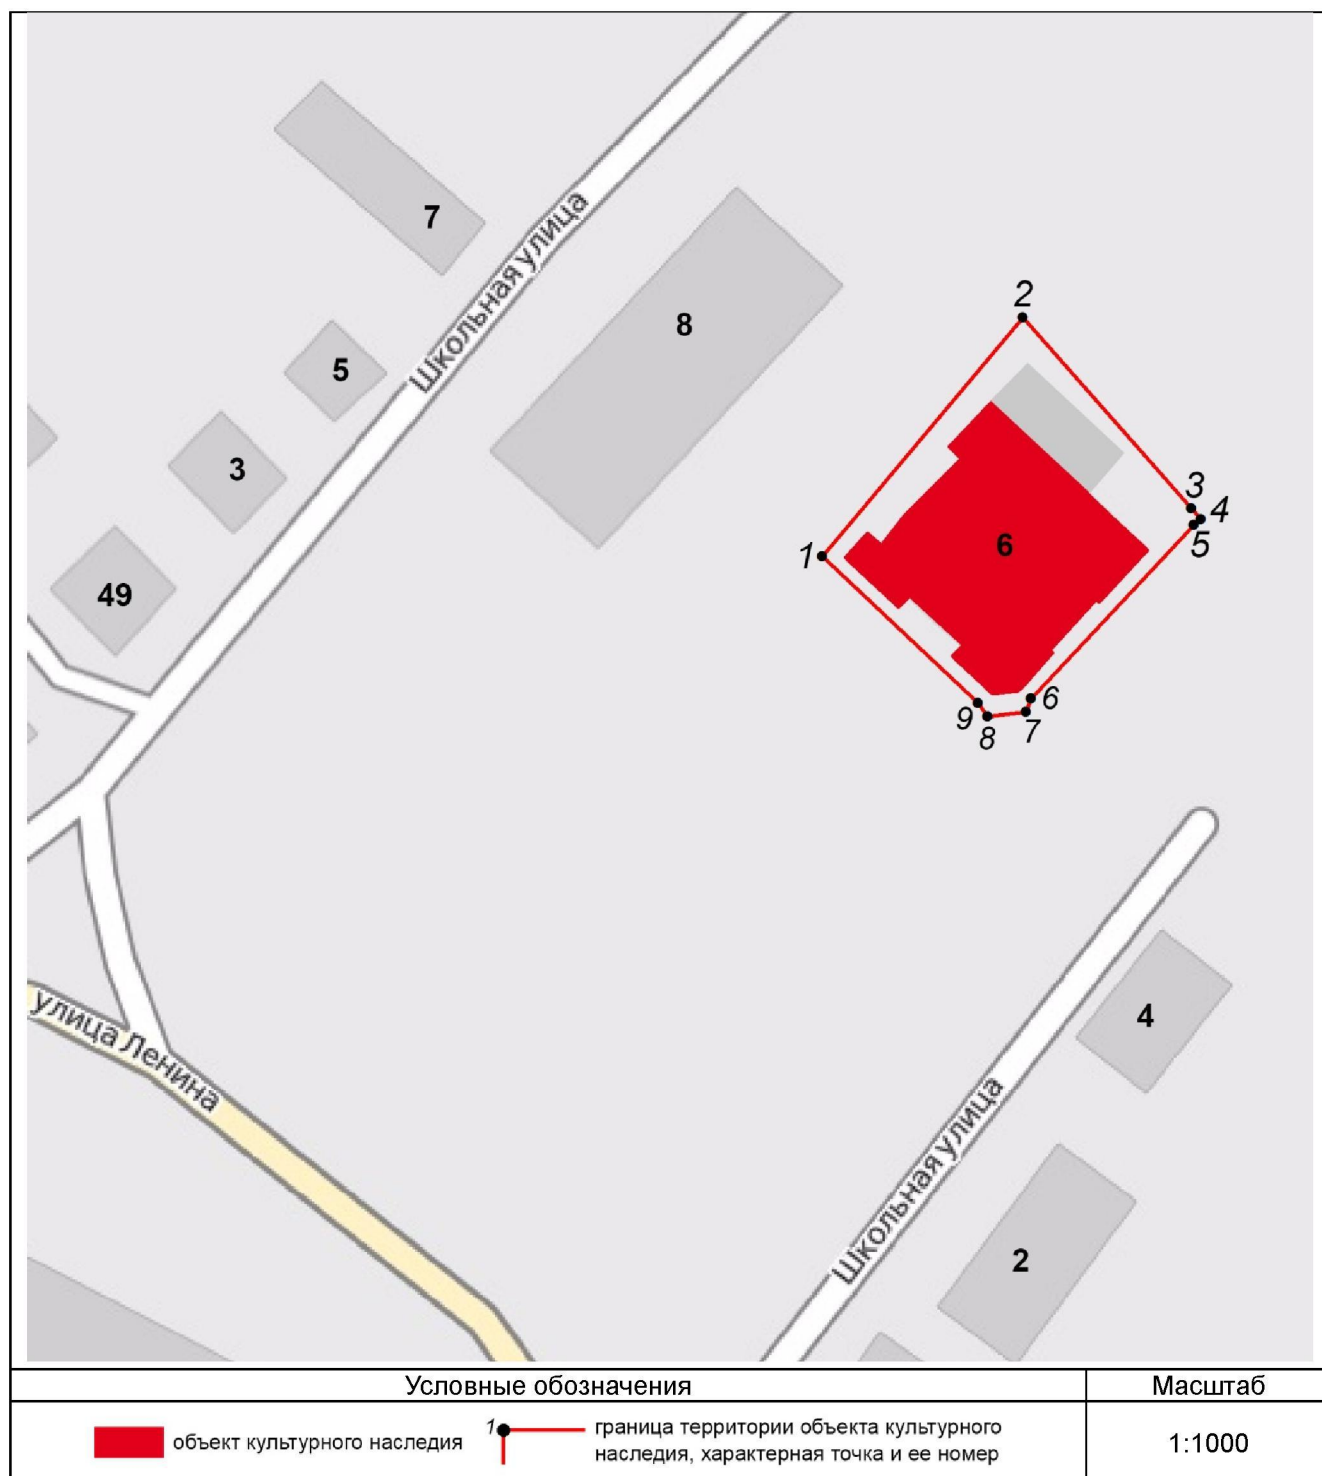 7
Школьная улица
8
5
3
49
2
1
3
4
5
6
6
7
8
9
улица Ленина
4
Школьная улица
2
Условные обозначения
Масштаб
объект культурного наследия
1
граница территории объекта культурного
наследия, характерная точка и ее номер
1:1000